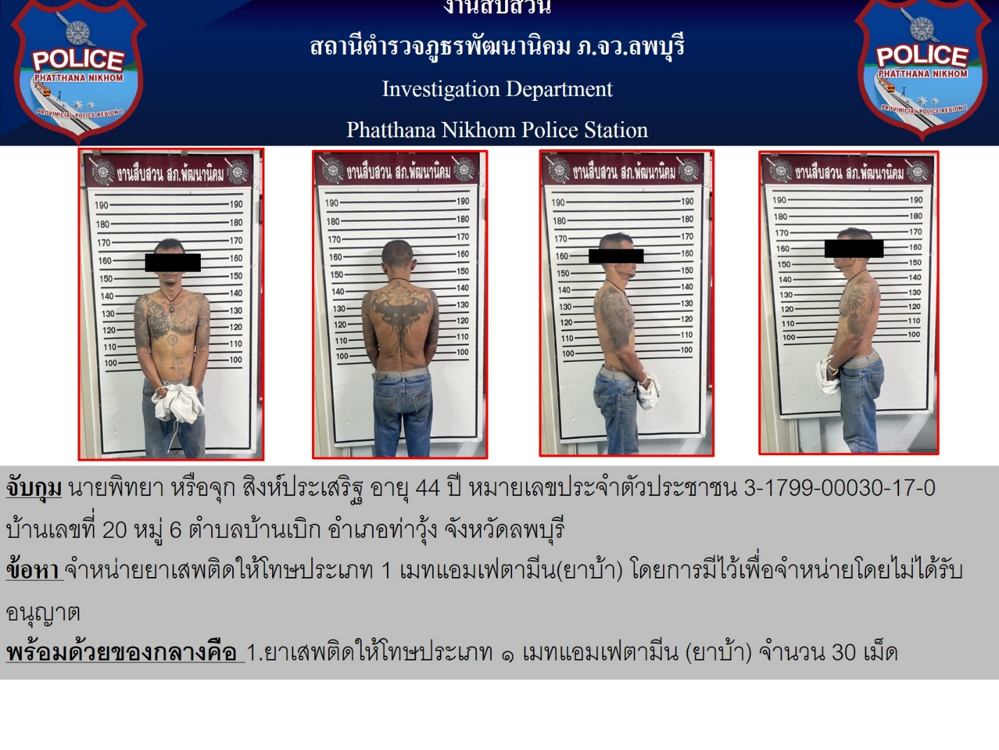 งานสืบสวน
สถานีตำรวจภูธรพัฒนานิคม ภ.จว.ลพบุรี
Investigation Department
Phatthana Nikhom Police Station
POLICE
PHATTHANA NIKHOM
PROVINICIAL POLICE REGION 1
POLICE
PHATTHANA NIKHOM
PROVINICIAL POLICE REGION 1
งานสืบสวน สภ.พัฒนานิคม
190 190
180 180
170 170
160 160
150 150
140 140
130 130
120 120
110 110
100 100
งานสืบสวน สภ.พัฒนานิคม
190 190
180 180
170 170
160 160
150 150
140 140
130 130
120 120
110 110
100 100
งานสืบสวน สภ.พัฒนานิคม
190 190
180 180
170 170
160 160
150 150
140 140
130 130
120 120
110 110
100 100
งานสืบสวน สภ.พัฒนานิคม
190 190
180 180
170 170
160 160
150 150
140 140
130 130
120 120
110 110
100 100
จับกุม นายพิทยา หรือจุก สิงห์ประเสริฐ อายุ 44 ปี หมายเลขประจำตัวประชาชน 3-1799-00030-17-0
บ้านเลขที่ 20 หมู่ 6 ตำบลบ้านเบิก อำเภอท่าวุ้ง จังหวัดลพบุรี
ข้อหา จำหน่ายยาเสพติดให้โทษประเภท 1 เมทแอมเฟตามีน(ยาบ้า) โดยการมีไว้เพื่อจำหน่ายโดยไม่ได้รับ
อนุญาต
พร้อมด้วยของกลางคือ 1.ยาเสพติดให้โทษประเภท ๑ เมทแอมเฟตามีน (ยาบ้า) จำนวน 30 เม็ด